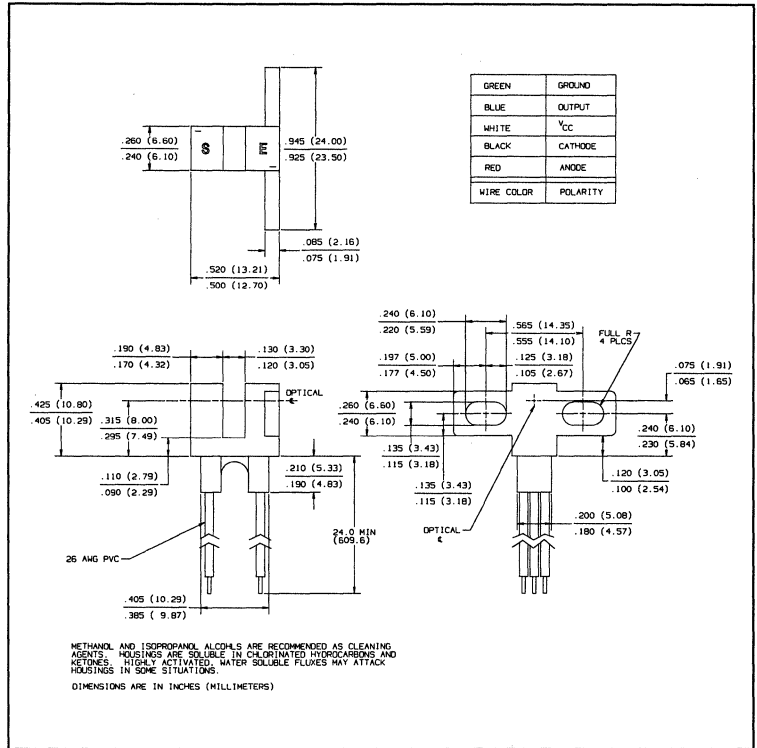 GREEN GROUND
BLUE OUTPUT
WHITE VCC
BLACK CATHODE
RED ANODE
WIRE COLOR POLARITY
.260 (6.60)
.240 (6.10)
S
E
.945 (24.00)
.925 (23.50)
.085 (2.16)
.075 (1.91)
.520 (13.21)
.500 (12.70)
.190 (4.83)
.170 (4.32)
.130 (3.30)
.120 (3.05)
OPTICAL
℄
.425 (10.80)
.405 (10.29)
.315 (8.00)
.295 (7.49)
.110 (2.79)
.090 (2.29)
.210 (5.33)
.190 (4.83)
24.0 MIN
(609.6)
26 AWG PVC
.405 (10.29)
.385 ( 9.87)
.240 (6.10)
.220 (5.59)
.565 (14.35)
.555 (14.10)
FULL R
4 PLCS
.197 (5.00)
.177 (4.50)
.125 (3.18)
.105 (2.67)
.075 (1.91)
.065 (1.65)
.260 (6.60)
.240 (6.10)
.240 (6.10)
.230 (5.84)
.135 (3.43)
.115 (3.18)
.120 (3.05)
.100 (2.54)
.135 (3.43)
.115 (3.18)
OPTICAL
℄
.200 (5.08)
.180 (4.57)
METHANOL AND ISOPROPANOL ALCOHLS ARE RECOMMENDED AS CLEANING
AGENTS. HOUSINGS ARE SOLUBLE IN CHLORINATED HYDROCARBONS AND
KETONES. HIGHLY ACTIVATED, WATER SOLUBLE FLUXES MAY ATTACK
HOUSINGS IN SOME SITUATIONS.
DIMENSIONS ARE IN INCHES (MILLIMETERS)